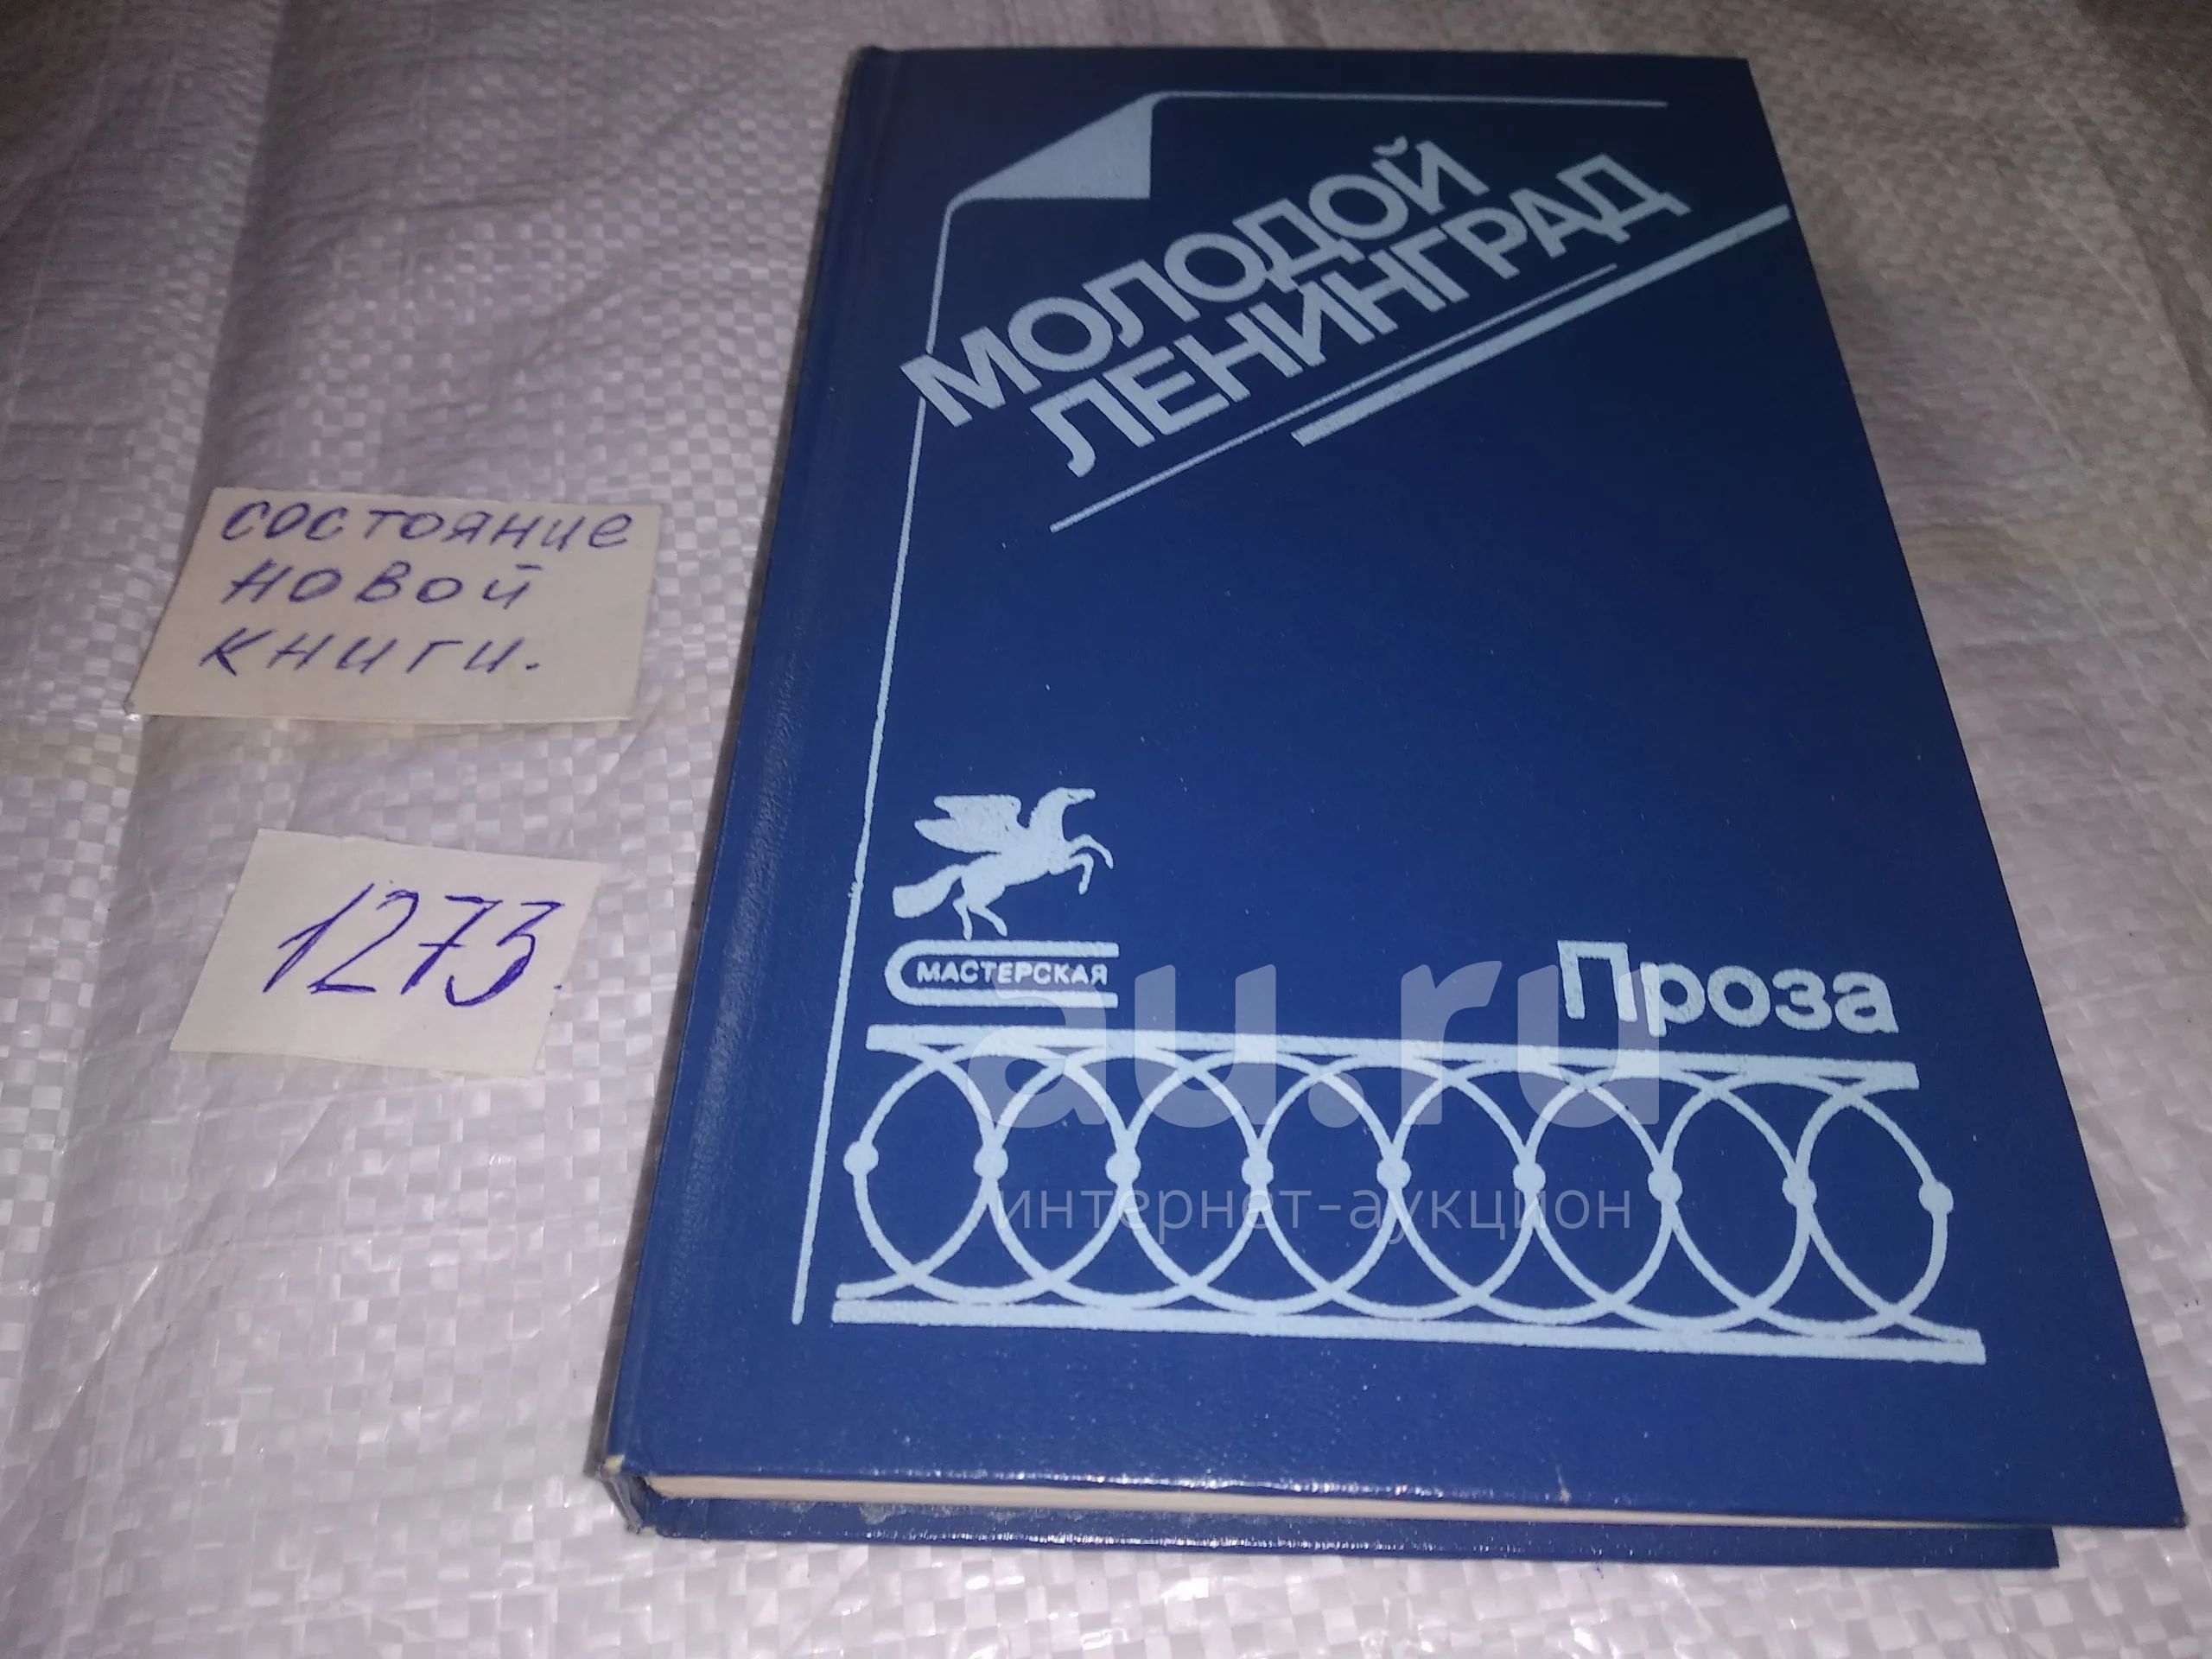 МОЛОДОЙ
ЛЕНИНГРАД
состояние
новой
книги.
1273.
МАСТЕРСКАЯ
Проза
au.ru
интернет-аукцион